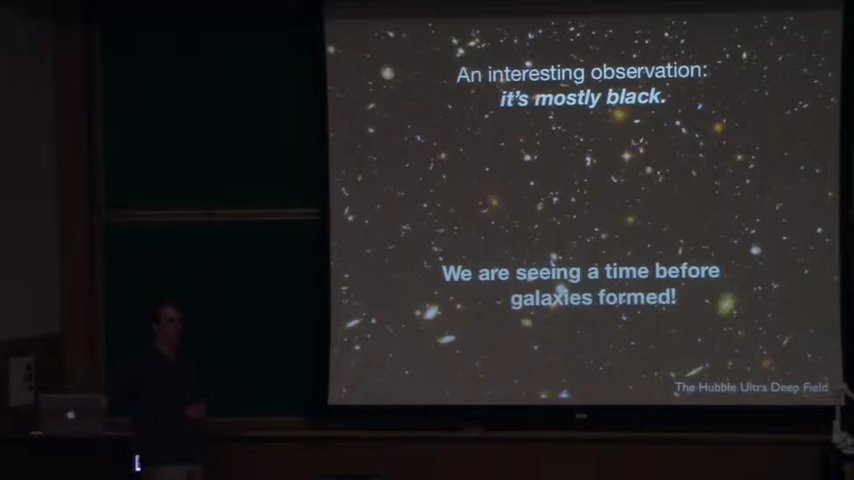 An interesting observation:
it's mostly black.
We are seeing a time before
galaxies formed!
The Hubble Ultra Deep Field